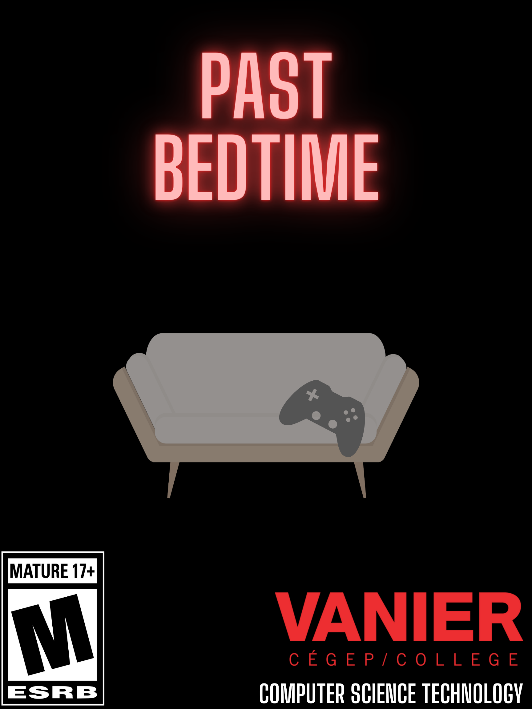 PAST
BEDTIME
MATURE 17+
M
ESRB
VANIER
CÉGEP/COLLEGE
COMPUTER SCIENCE TECHNOLOGY